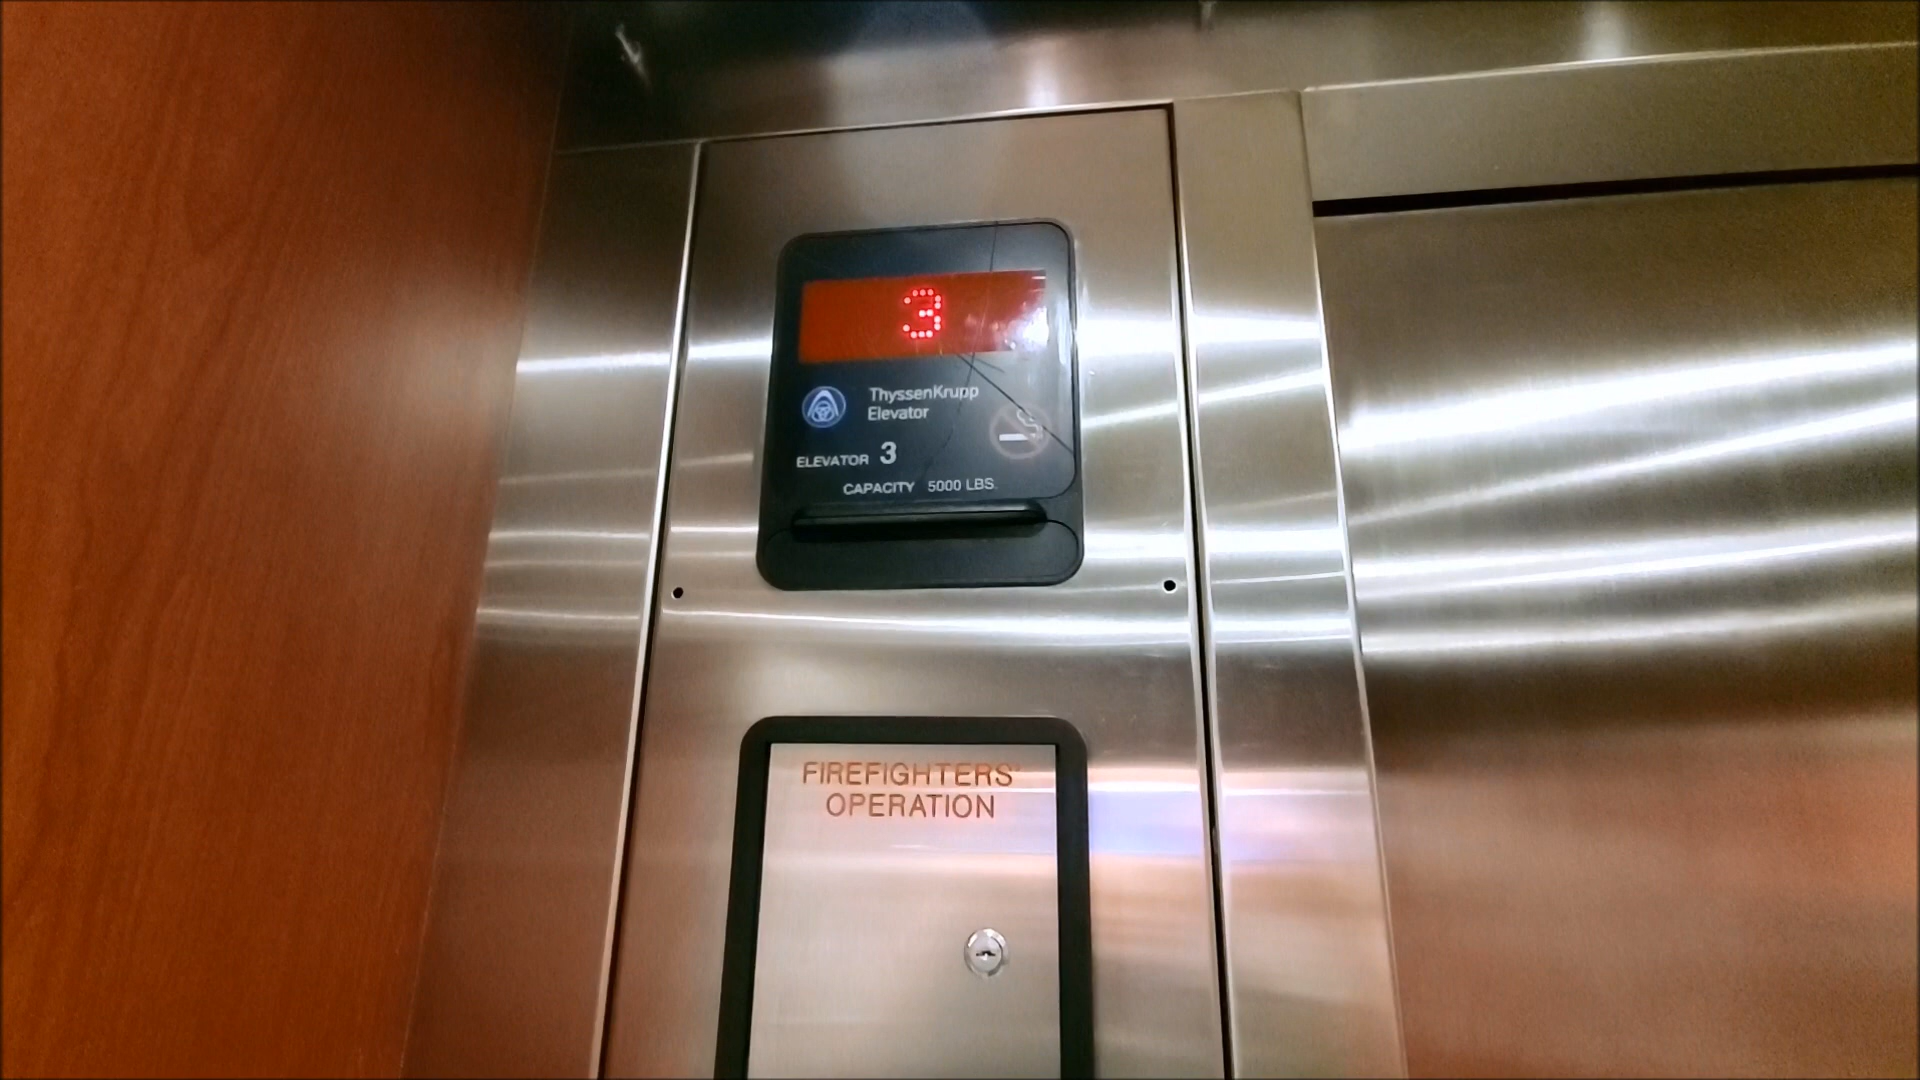 3
ThyssenKrupp
Elevator
ELEVATOR 3
CAPACITY 5000 LBS.
FIREFIGHTERS'
OPERATION